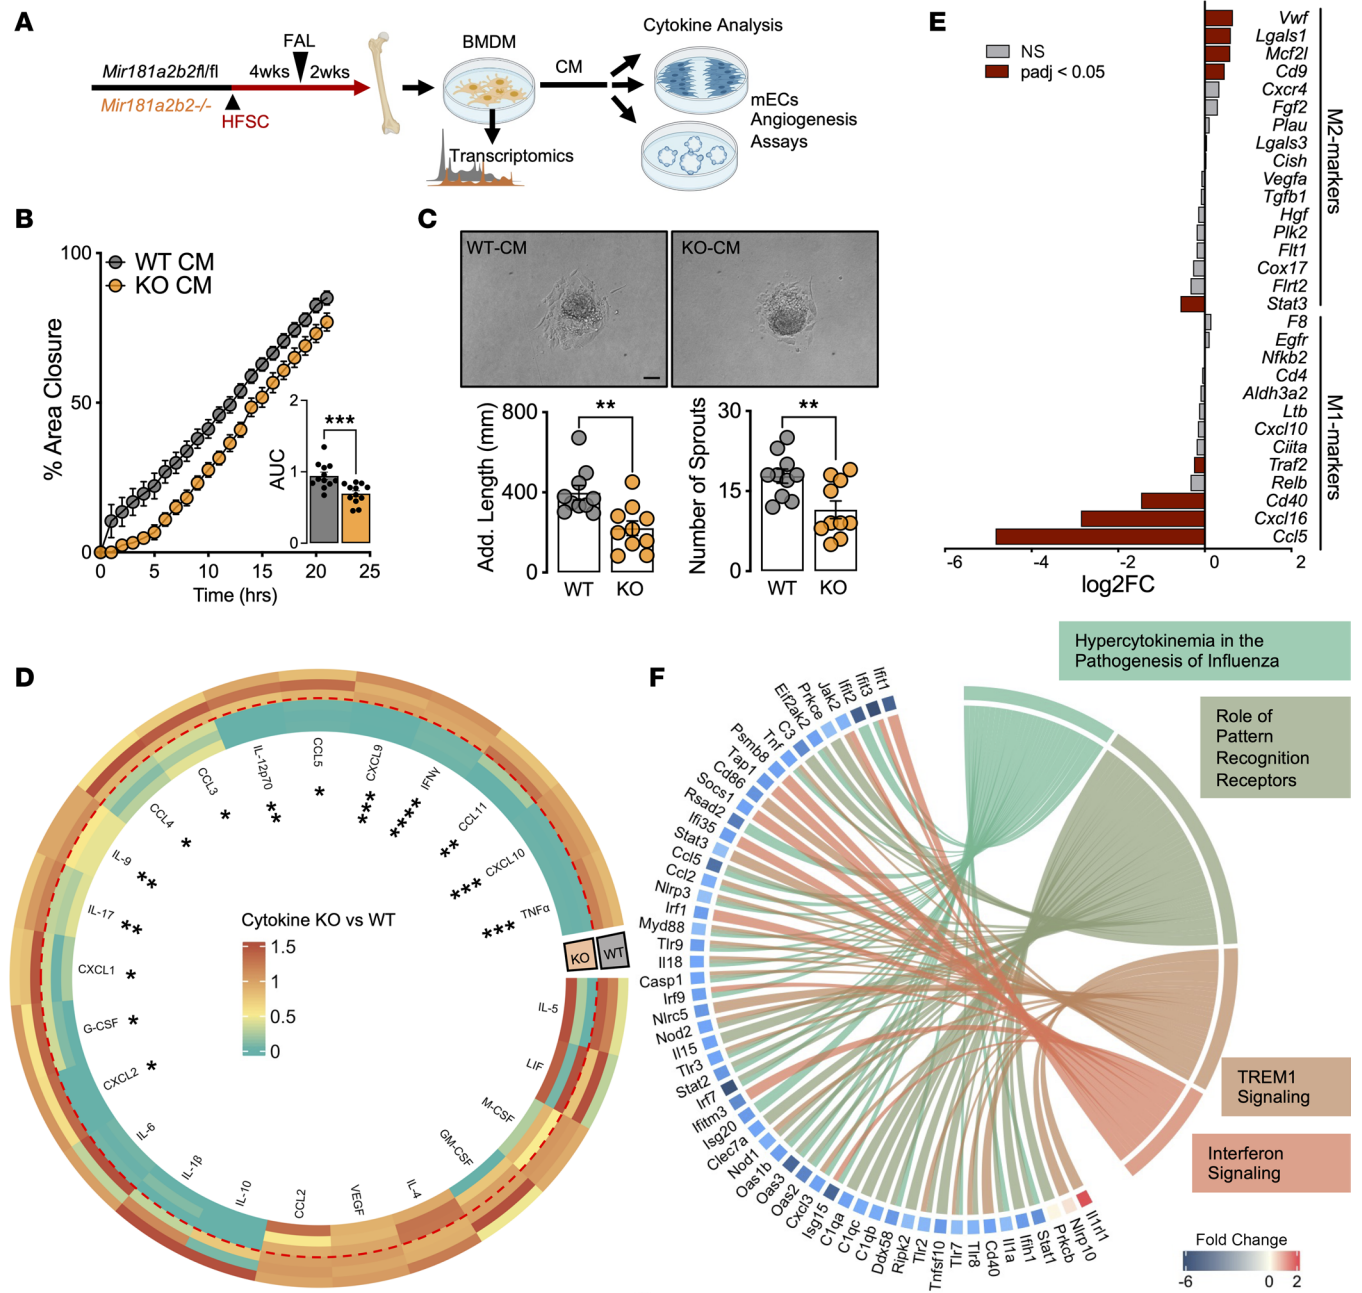 A
Mir181a2b2fl/fl
Mir181a2b2-/-
HFSC
4wks
FAL
2wks
BMDM
Transcriptomics
CM
Cytokine Analysis
mECs
Angiogenesis
Assays
B
WT CM
KO CM
% Area Closure
100
50
0
0 5 10 15 20 25
Time (hrs)
AUC
2
1
0
***
C
WT-CM
KO-CM
Add. Length (mm)
800
400
0
**
WT KO
Number of Sprouts
30
15
0
**
WT KO
D
IL-12p70
**
CCL5
*
CXCL9
***
IFNγ
****
CCL11
**
CXCL10
***
TNFα
***
CCL3
*
CCL4
*
IL-9
**
IL-17
**
CXCL1
*
G-CSF
*
CXCL2
*
IL-6
IL-1β
IL-10
CCL2
VEGF
IL-4
GM-CSF
M-CSF
LIF
IL-5
KO
WT
Cytokine KO vs WT
1.5
1
0.5
0
E
NS
padj < 0.05
Vwf
Lgals1
Mcf2l
Cd9
Cxcr4
Fgf2
Plau
Lgals3
Cish
Vegfa
Tgfb1
Hgf
Plk2
Flt1
Cox17
Flrt2
Stat3
F8
Egfr
Nfkb2
Cd4
Aldh3a2
Ltb
Cxcl10
Ciita
Traf2
Relb
Cd40
Cxcl16
Ccl5
M2-markers
M1-markers
-6 -4 -2 0 2
log2FC
F
Ifit1
Ifit3
Ifit2
Jak2
Prkce
Eif2ak2
C3
Tnf
Psmb8
Tap1
Cd86
Socs1
Rsad2
Ifi35
Stat3
Ccl5
Ccl2
Nlrp3
Irf1
Myd88
Tlr9
Il18
Casp1
Irf9
Nlrc5
Nod2
Il15
Tlr3
Stat2
Irf7
Ifitm3
Isg20
Clec7a
Nod1
Oas1b
Oas3
Oas2
Cxcl3
Isg15
C1qa
C1qc
C1qb
Ddx58
Ripk2
Tlr2
Tnfsf10
Tlr7
Tlr8
Cd40
Il1a
Ifih1
Stat1
Prkcb
Nlrp10
Il1rl1
Hypercytokinemia in the
Pathogenesis of Influenza
Role of
Pattern
Recognition
Receptors
TREM1
Signaling
Interferon
Signaling
Fold Change
-6 0 2